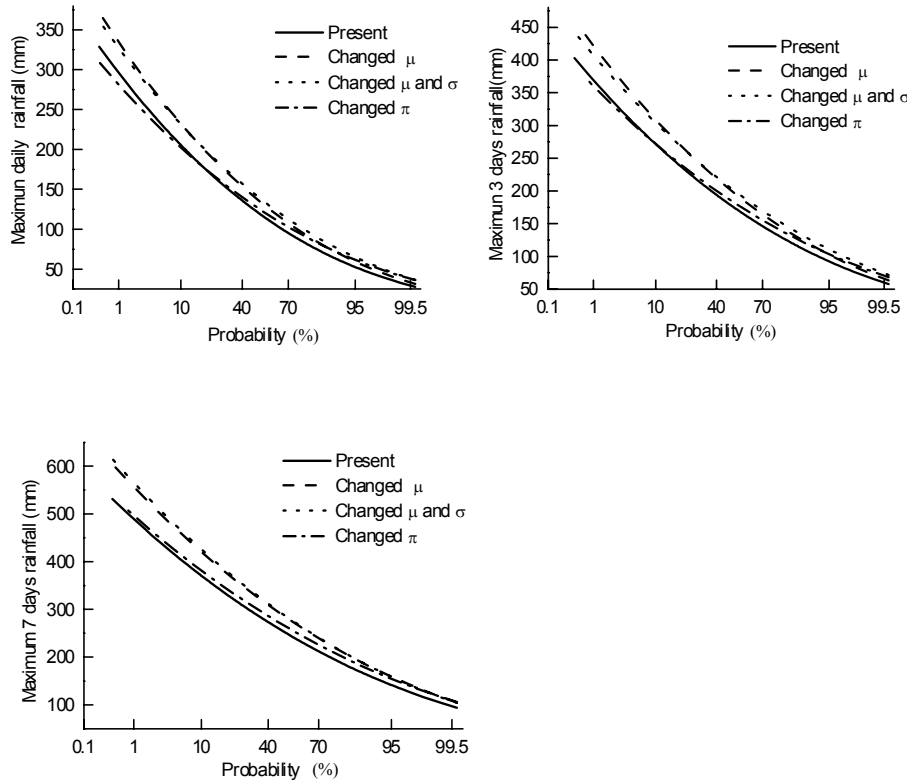 Maximun daily rainfall (mm)
350
300
250
200
150
100
50
Present
Changed μ
Changed μ and σ
Changed π
0.1 1 10 40 70 95 99.5
Probability (%)
Maximun 3 days rainfall(mm)
450
400
350
300
250
200
150
100
50
Present
Changed μ
Changed μ and σ
Changed π
0.1 1 10 40 70 95 99.5
Probability (%)
Maximum 7 days rainfall (mm)
600
500
400
300
200
100
Present
Changed μ
Changed μ and σ
Changed π
0.1 1 10 40 70 95 99.5
Probability (%)